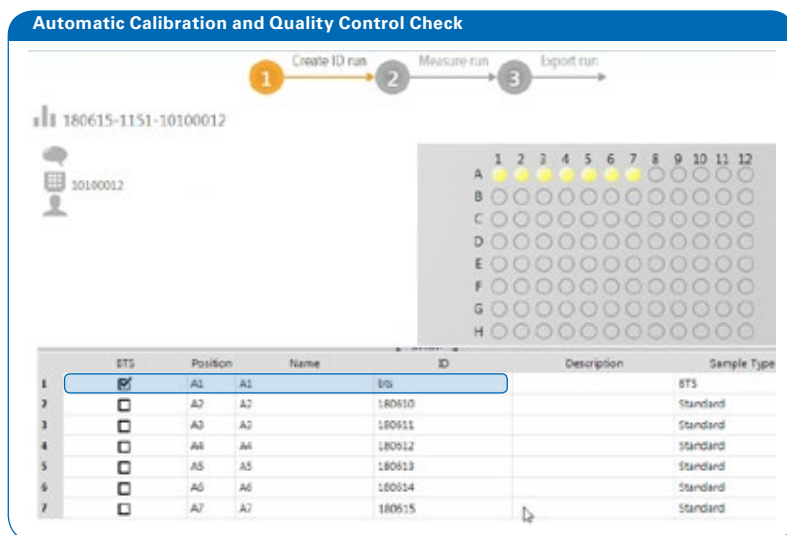 Automatic Calibration and Quality Control Check
1 Create ID run 2 Measure run 3 Export run
180615-1151-10100012
10100012
1 2 3 4 5 6 7 8 9 10 11 12
A
B
C
D
E
F
G
H
BTS Position Name ID Description Sample Type
1 A1 A1 bts BTS
2 A2 A2 180610 Standard
3 A3 A3 180611 Standard
4 A4 A4 180612 Standard
5 A5 A5 180613 Standard
6 A6 A6 180614 Standard
7 A7 A7 180615 Standard